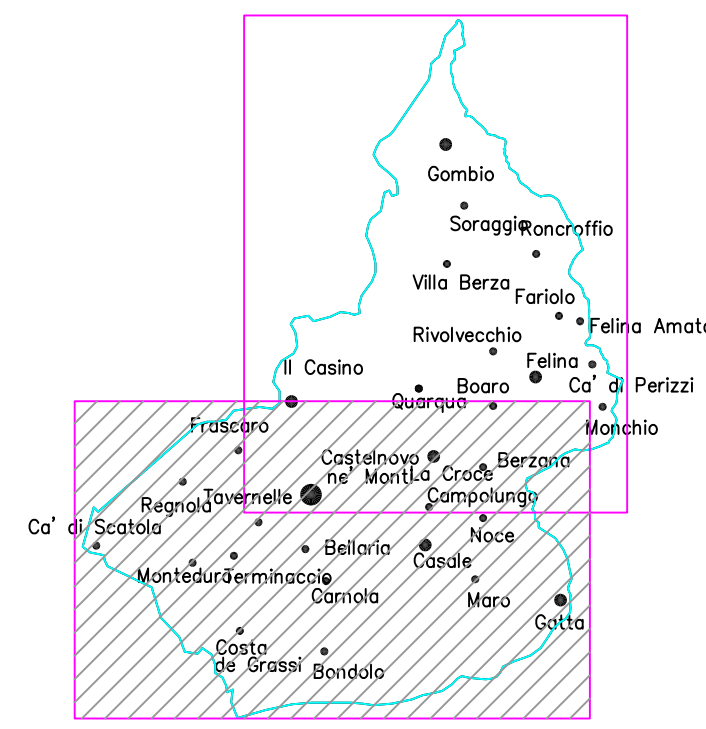 Gombio
Soraggio
Roncroffio
Villa Berza
Fariolo
Felina Amat
Rivolvecchio
Felina
Il Casino
Boaro
Ca' di Perizzi
Quarqua
Monchio
Frascaro
Castelnovo
ne' Monti
La Croce
Berzana
Tavernelle
Campolungo
Regnola
Ca' di Scatola
Noce
Bellaria
Casale
Monteduro
Terminaccio
Carnola
Maro
Gatta
Costa
de Grassi
Bondolo